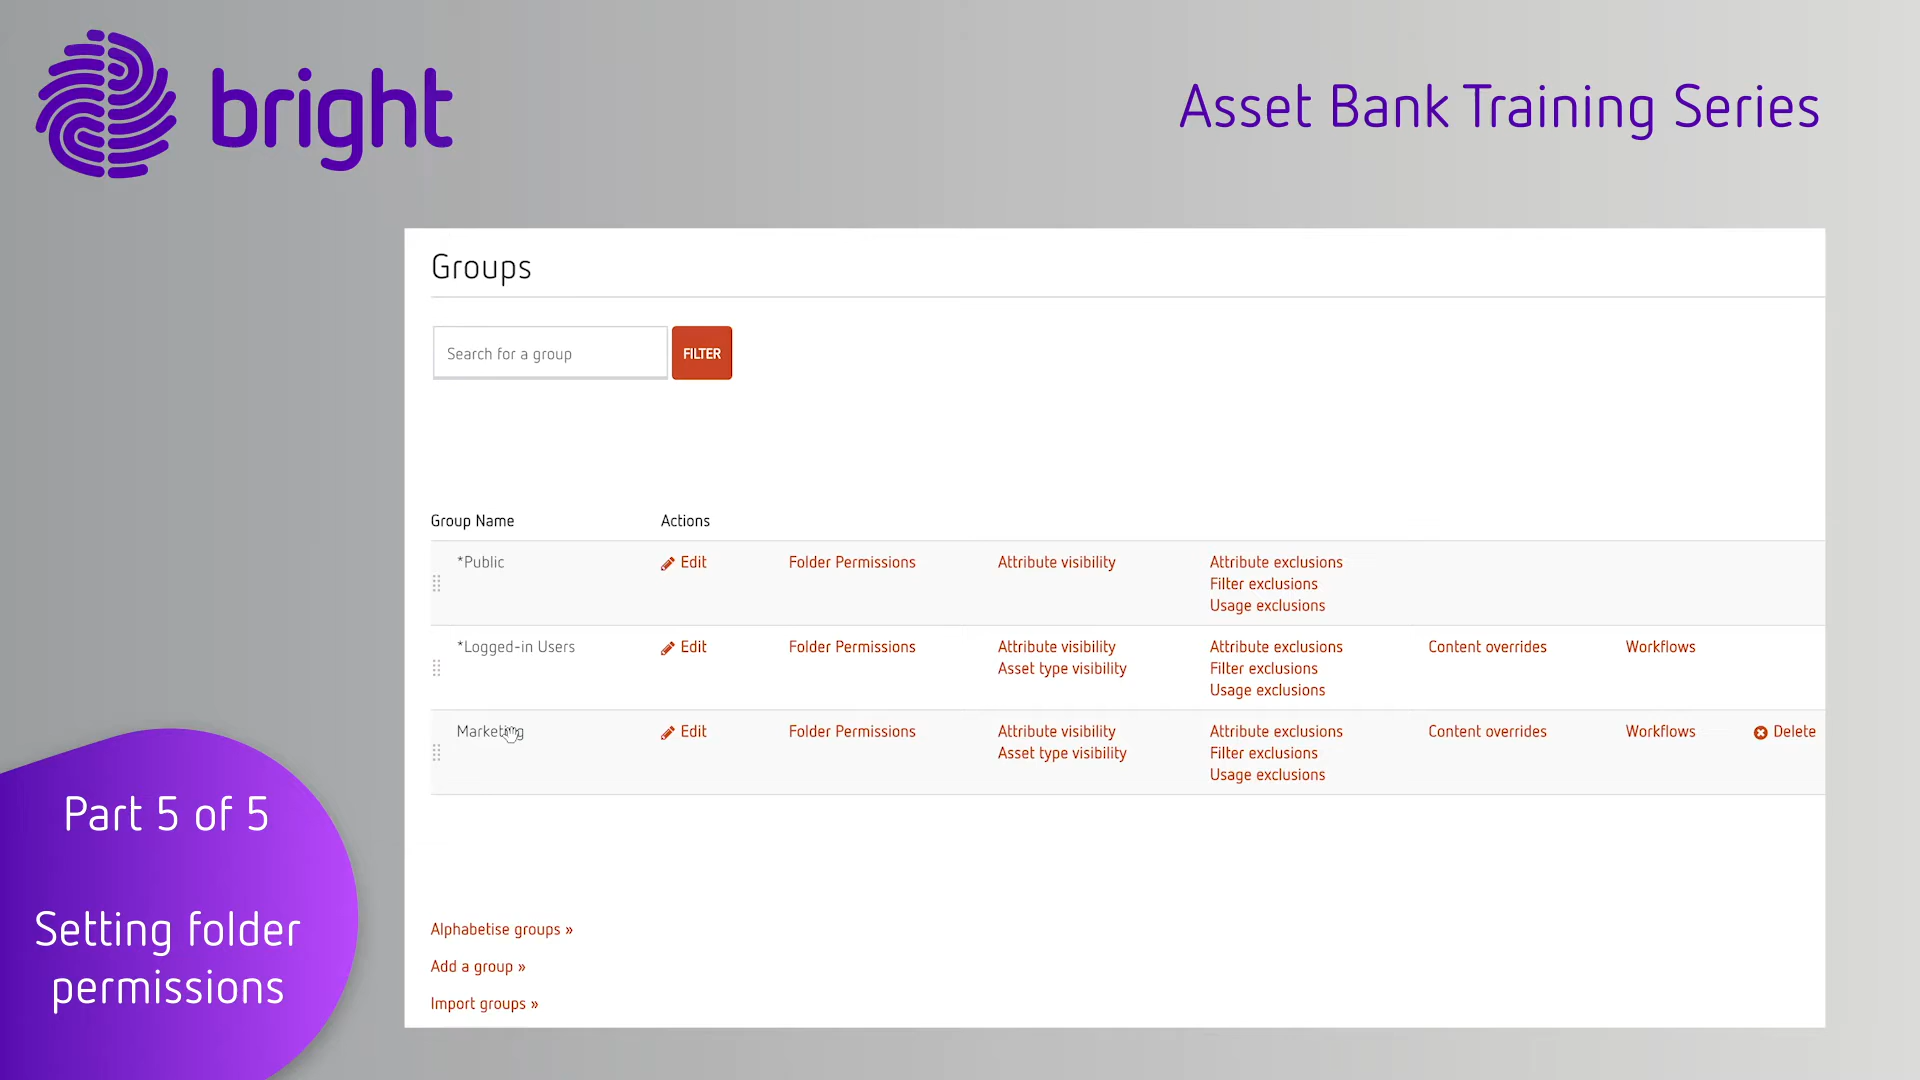 bright
Asset Bank Training Series
Groups
Search for a group
FILTER
Group Name Actions
*Public Edit Folder Permissions Attribute visibility Attribute exclusions
Filter exclusions
Usage exclusions
*Logged-in Users Edit Folder Permissions Attribute visibility Attribute exclusions Content overrides Workflows
Asset type visibility Filter exclusions
Usage exclusions
Marketing Edit Folder Permissions Attribute visibility Attribute exclusions Content overrides Workflows Delete
Asset type visibility Filter exclusions
Usage exclusions
Alphabetise groups »
Add a group »
Import groups »
Part 5 of 5
Setting folder
permissions